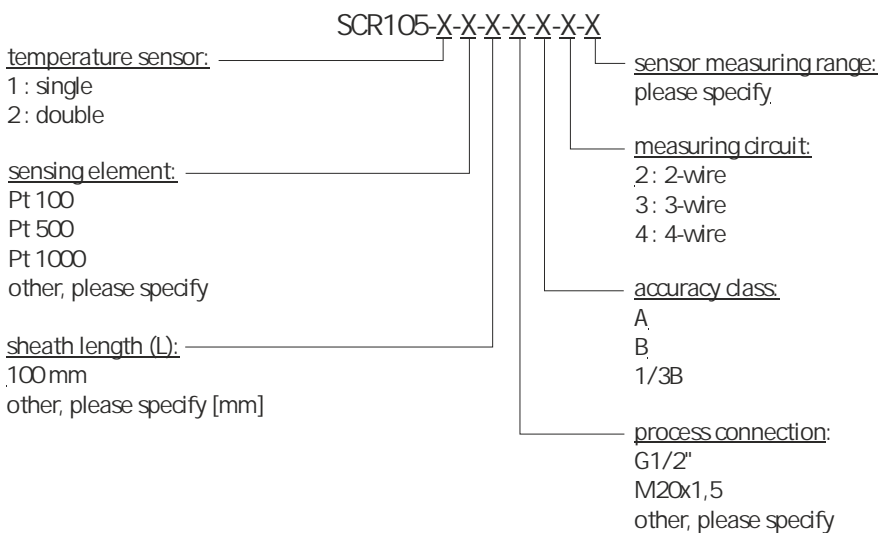 SCR105-X-X-X-X-X-X-X
temperature sensor:
1 : single
2 : double
sensing element:
Pt 100
Pt 500
Pt 1000
other, please specify
sheath length (L):
100 mm
other, please specify [mm]
sensor measuring range:
please specify
measuring circuit:
2 : 2-wire
3 : 3-wire
4 : 4-wire
accuracy class:
A
B
1/3B
process connection:
G1/2"
M20x1,5
other, please specify